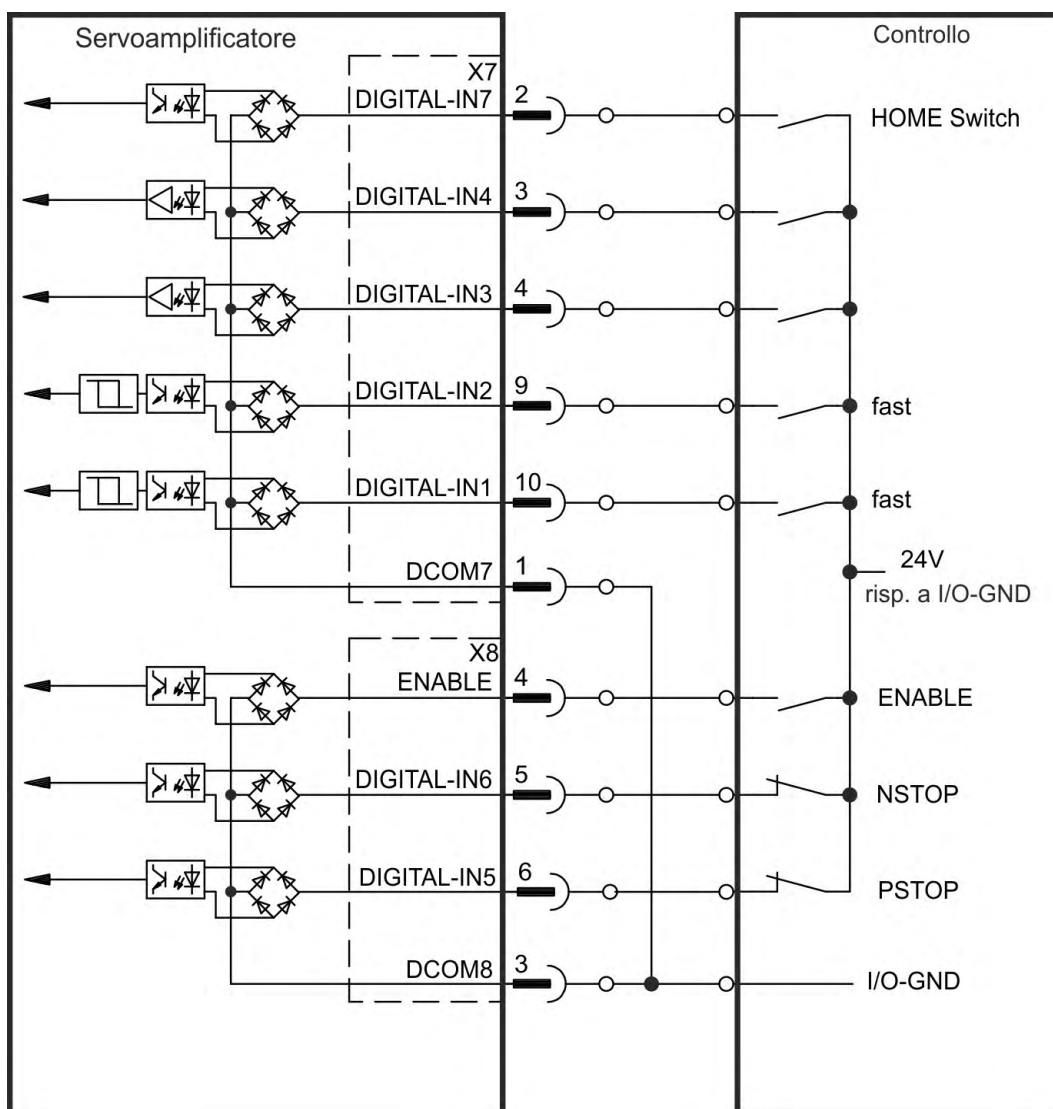 Servoamplificatore
Controllo
X7
DIGITAL-IN7 2 HOME Switch
DIGITAL-IN4 3
DIGITAL-IN3 4
DIGITAL-IN2 9 fast
DIGITAL-IN1 10 fast
DCOM7 1 24V
risp. a I/O-GND
X8
ENABLE 4 ENABLE
DIGITAL-IN6 5 NSTOP
DIGITAL-IN5 6 PSTOP
DCOM8 3 I/O-GND